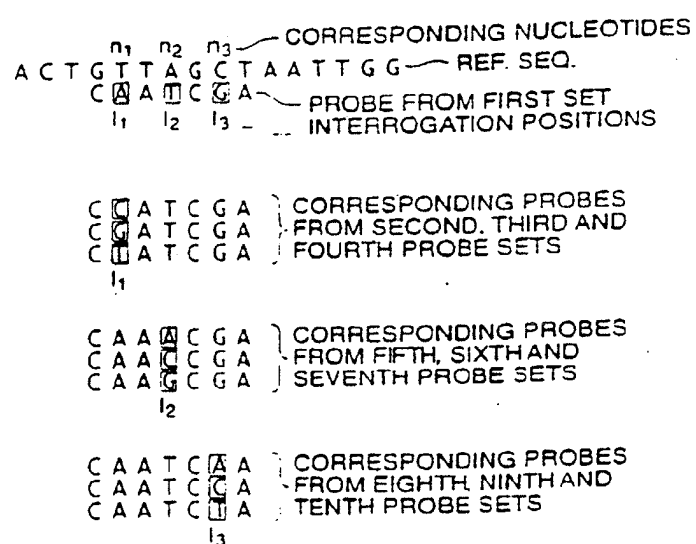 n1 n2 n3 CORRESPONDING NUCLEOTIDES
A C T G T T A G C T A A T T G G REF. SEQ.
C A A T C G A PROBE FROM FIRST SET
I1 I2 I3 INTERROGATION POSITIONS
C C A T C G A CORRESPONDING PROBES
C G A T C G A FROM SECOND. THIRD AND
C T A T C G A FOURTH PROBE SETS
I1
C A A A C G A CORRESPONDING PROBES
C A A C C G A FROM FIFTH, SIXTH AND
C A A G C G A SEVENTH PROBE SETS
I2
C A A T C A A CORRESPONDING PROBES
C A A T C C A FROM EIGHTH, NINTH AND
C A A T C T A TENTH PROBE SETS
I3